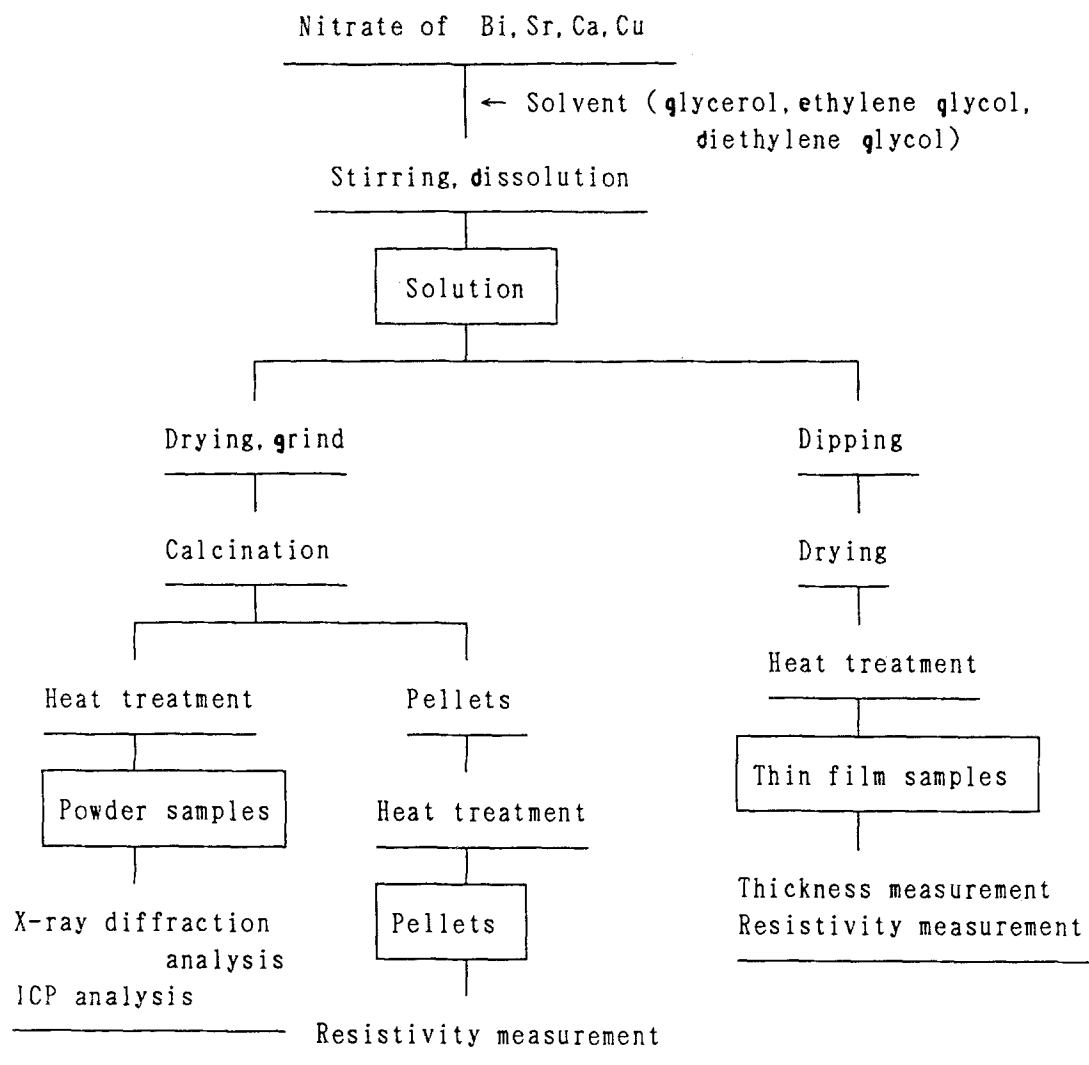 Nitrate of Bi, Sr, Ca, Cu
← Solvent (glycerol, ethylene glycol,
diethylene glycol)
Stirring, dissolution
Solution
Drying, grind
Calcination
Heat treatment
Powder samples
X-ray diffraction
analysis
ICP analysis
Pellets
Heat treatment
Pellets
Resistivity measurement
Dipping
Drying
Heat treatment
Thin film samples
Thickness measurement
Resistivity measurement